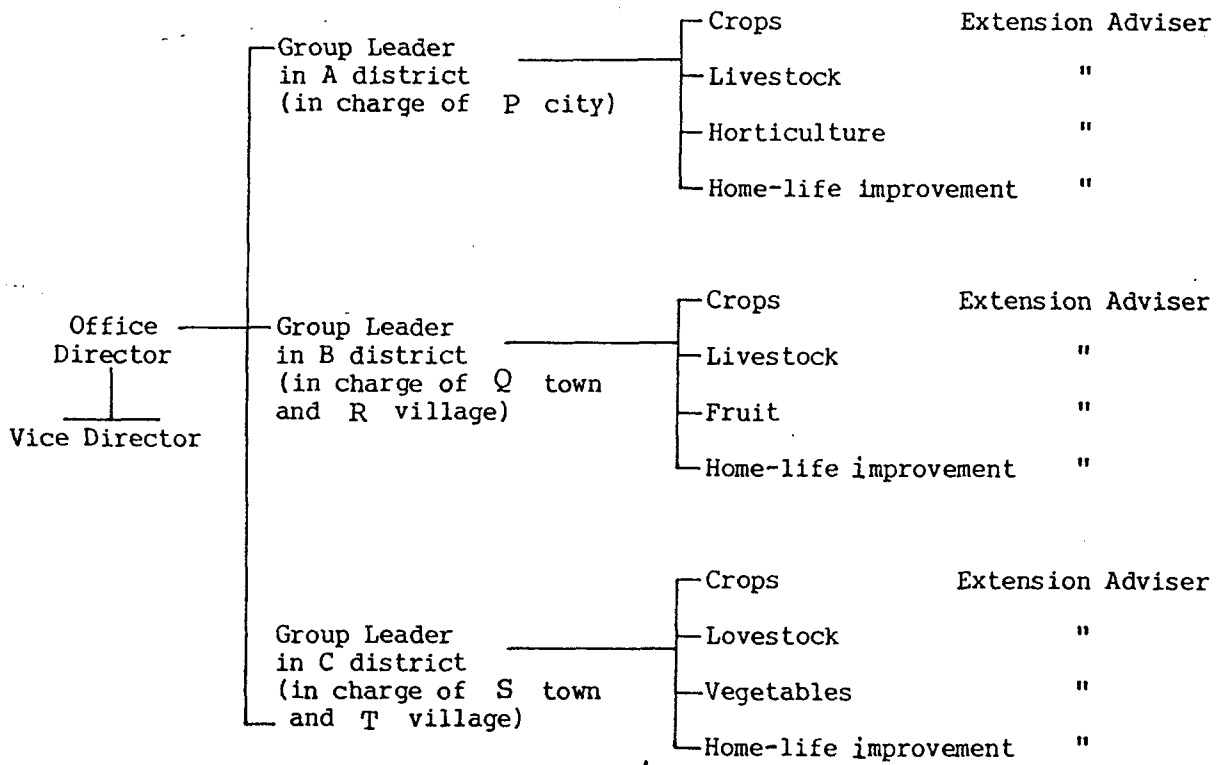 Office
Director
Vice Director
Group Leader
in A district
(in charge of P city)
Crops Extension Adviser
Livestock "
Horticulture "
Home-life improvement "
Group Leader
in B district
(in charge of Q town
and R village)
Crops Extension Adviser
Livestock "
Fruit "
Home-life improvement "
Group Leader
in C district
(in charge of S town
and T village)
Crops Extension Adviser
Lovestock "
Vegetables "
Home-life improvement "